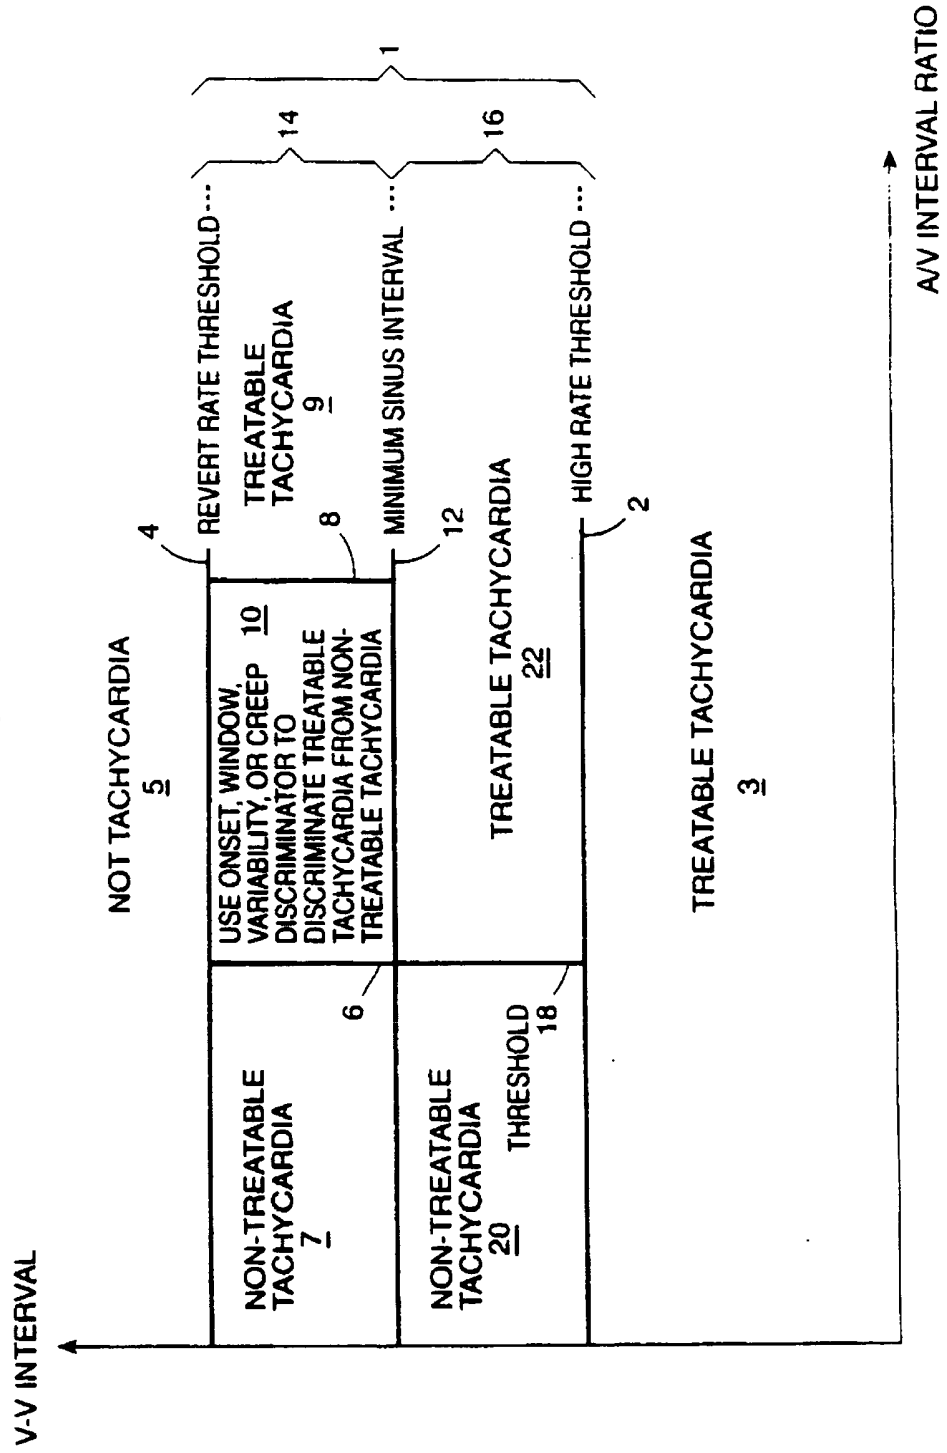 V-V INTERVAL
NOT TACHYCARDIA
5
4
REVERT RATE THRESHOLD ...
NON-TREATABLE
TACHYCARDIA
7
6
USE ONSET, WINDOW,
VARIABILITY, OR CREEP 10
DISCRIMINATOR TO
DISCRIMINATE TREATABLE
TACHYCARDIA FROM NON-
TREATABLE TACHYCARDIA
8
TREATABLE
TACHYCARDIA
9
14
1
12
MINIMUM SINUS INTERVAL ...
NON-TREATABLE
TACHYCARDIA
20
THRESHOLD
18
TREATABLE TACHYCARDIA
22
16
HIGH RATE THRESHOLD ...
2
TREATABLE TACHYCARDIA
3
A/V INTERVAL RATIO